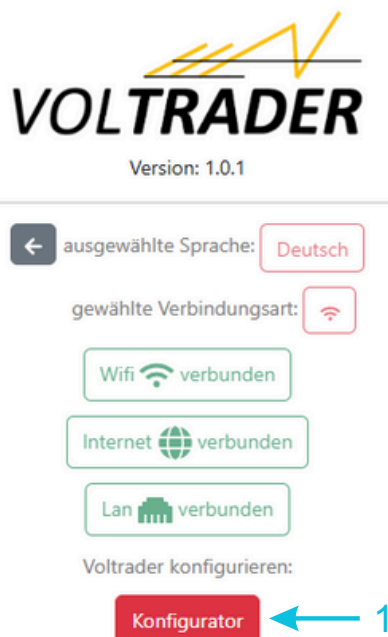 VOLTRADER
Version: 1.0.1
ausgewählte Sprache: Deutsch
gewählte Verbindungsart:
Wifi verbunden
Internet verbunden
Lan verbunden
Voltrader konfigurieren:
Konfigurator 1